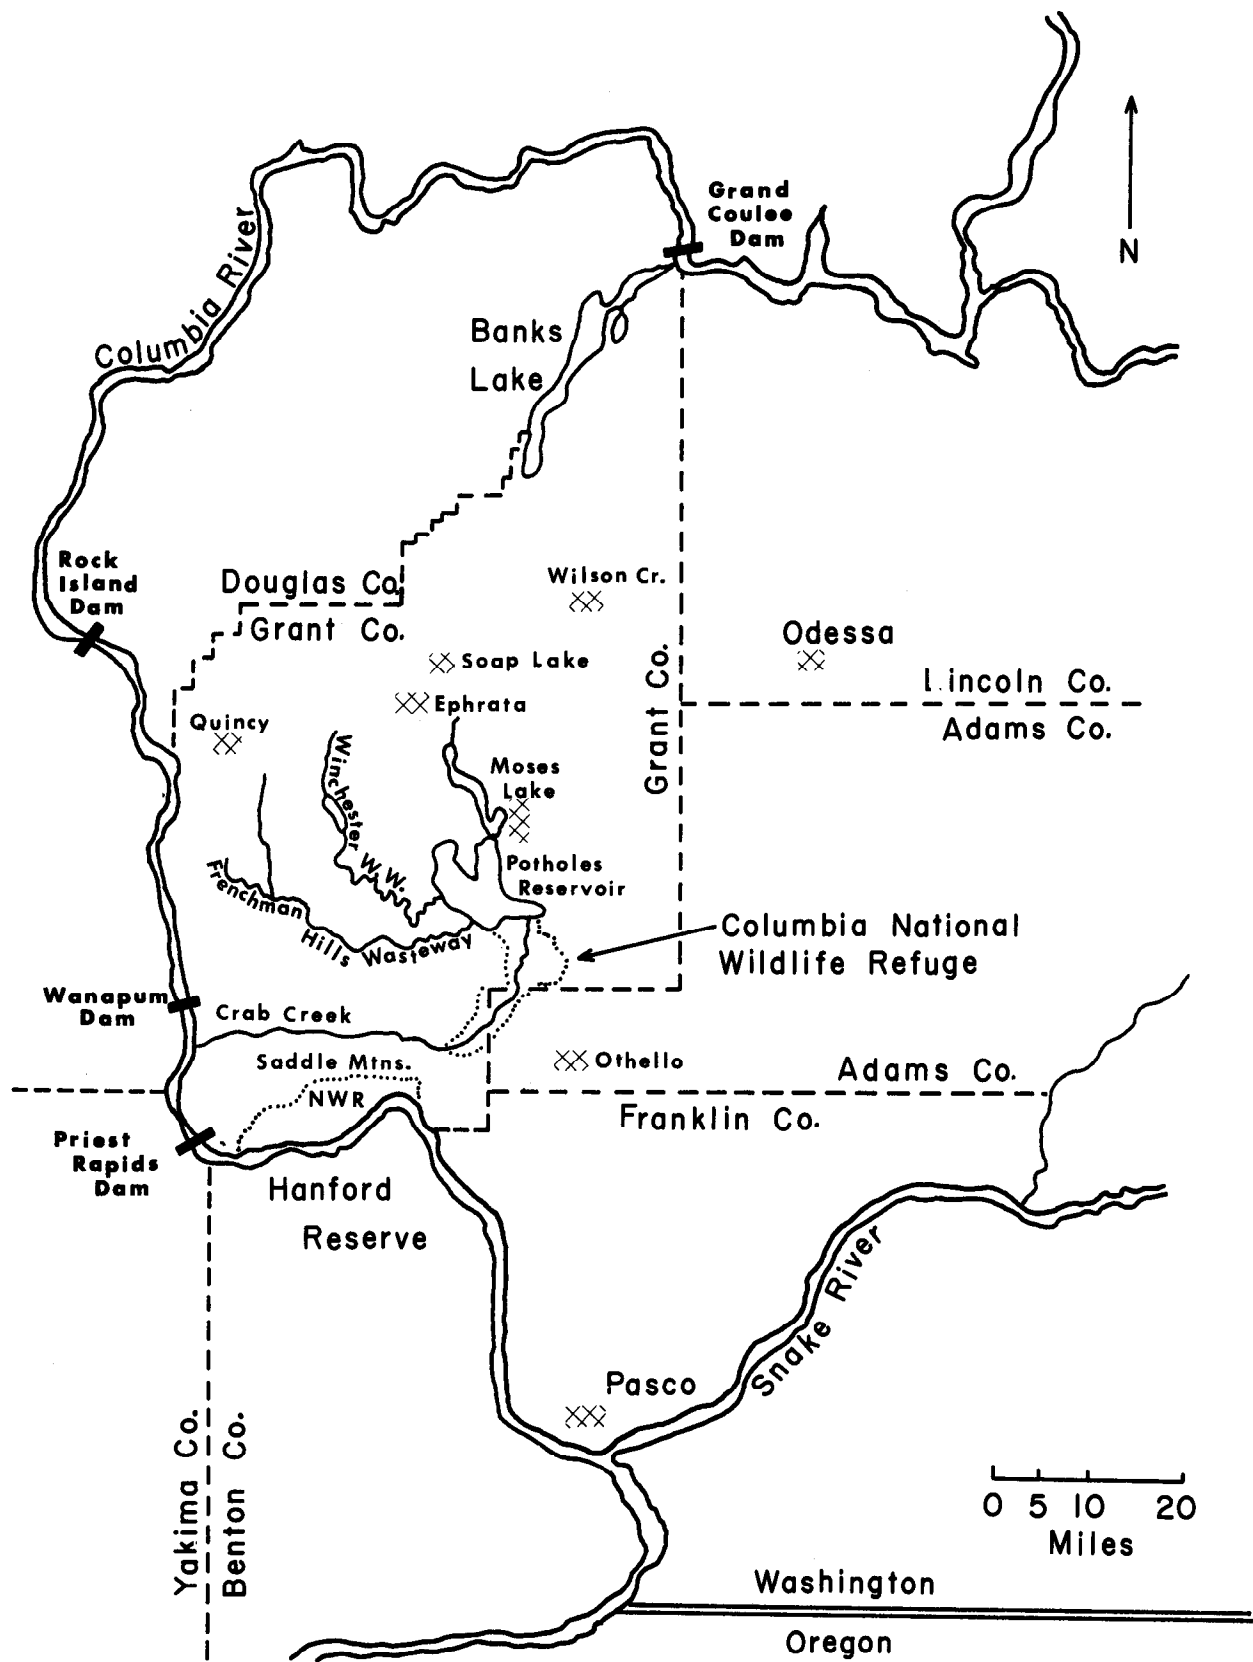 Grand
Coulee
Dam
N
Columbia River
Banks
Lake
Rock
Island
Dam
Douglas Co.
Grant Co.
Wilson Cr.
Odessa
Soap Lake
Lincoln Co.
Adams Co.
Ephrata
Quincy
Grant Co.
Winchester W.W.
Moses
Lake
Potholes
Reservoir
Frenchman
Hills Wasteway
Columbia National
Wildlife Refuge
Wanapum
Dam
Crab Creek
Saddle Mtns.
NWR
Othello
Adams Co.
Franklin Co.
Priest
Rapids
Dam
Hanford
Reserve
Snake River
Pasco
Yakima Co.
Benton Co.
0 5 10 20
Miles
Washington
Oregon